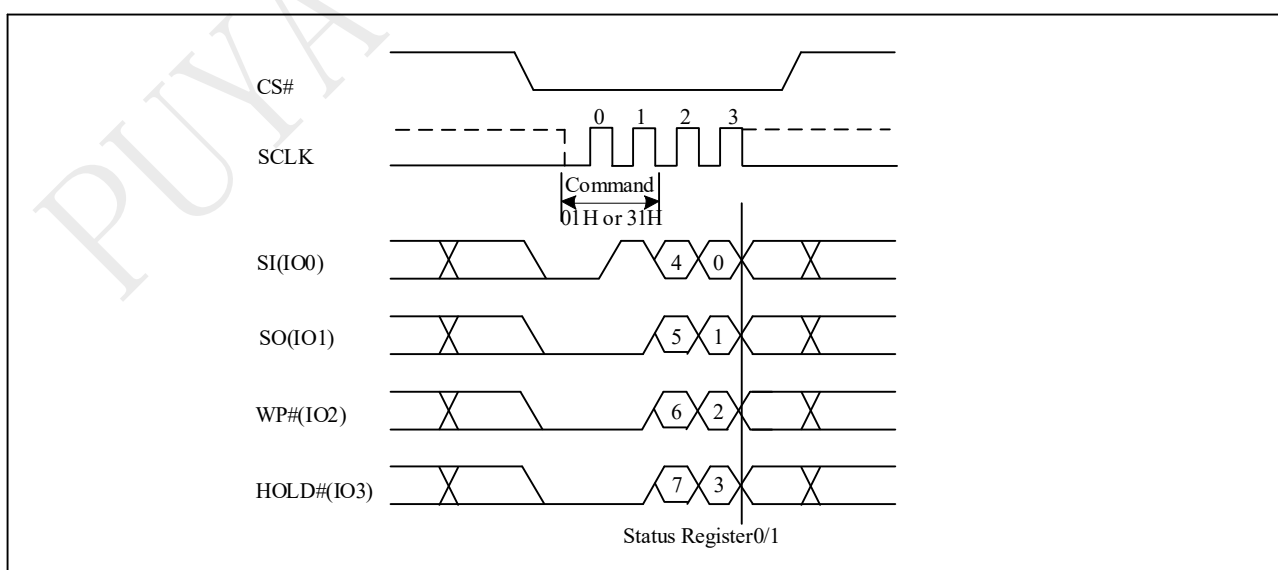 PUYA
CS#
0 1 2 3
SCLK
Command
01H or 31H
SI(IO0) 4 0
SO(IO1) 5 1
WP#(IO2) 6 2
HOLD#(IO3) 7 3
Status Register0/1